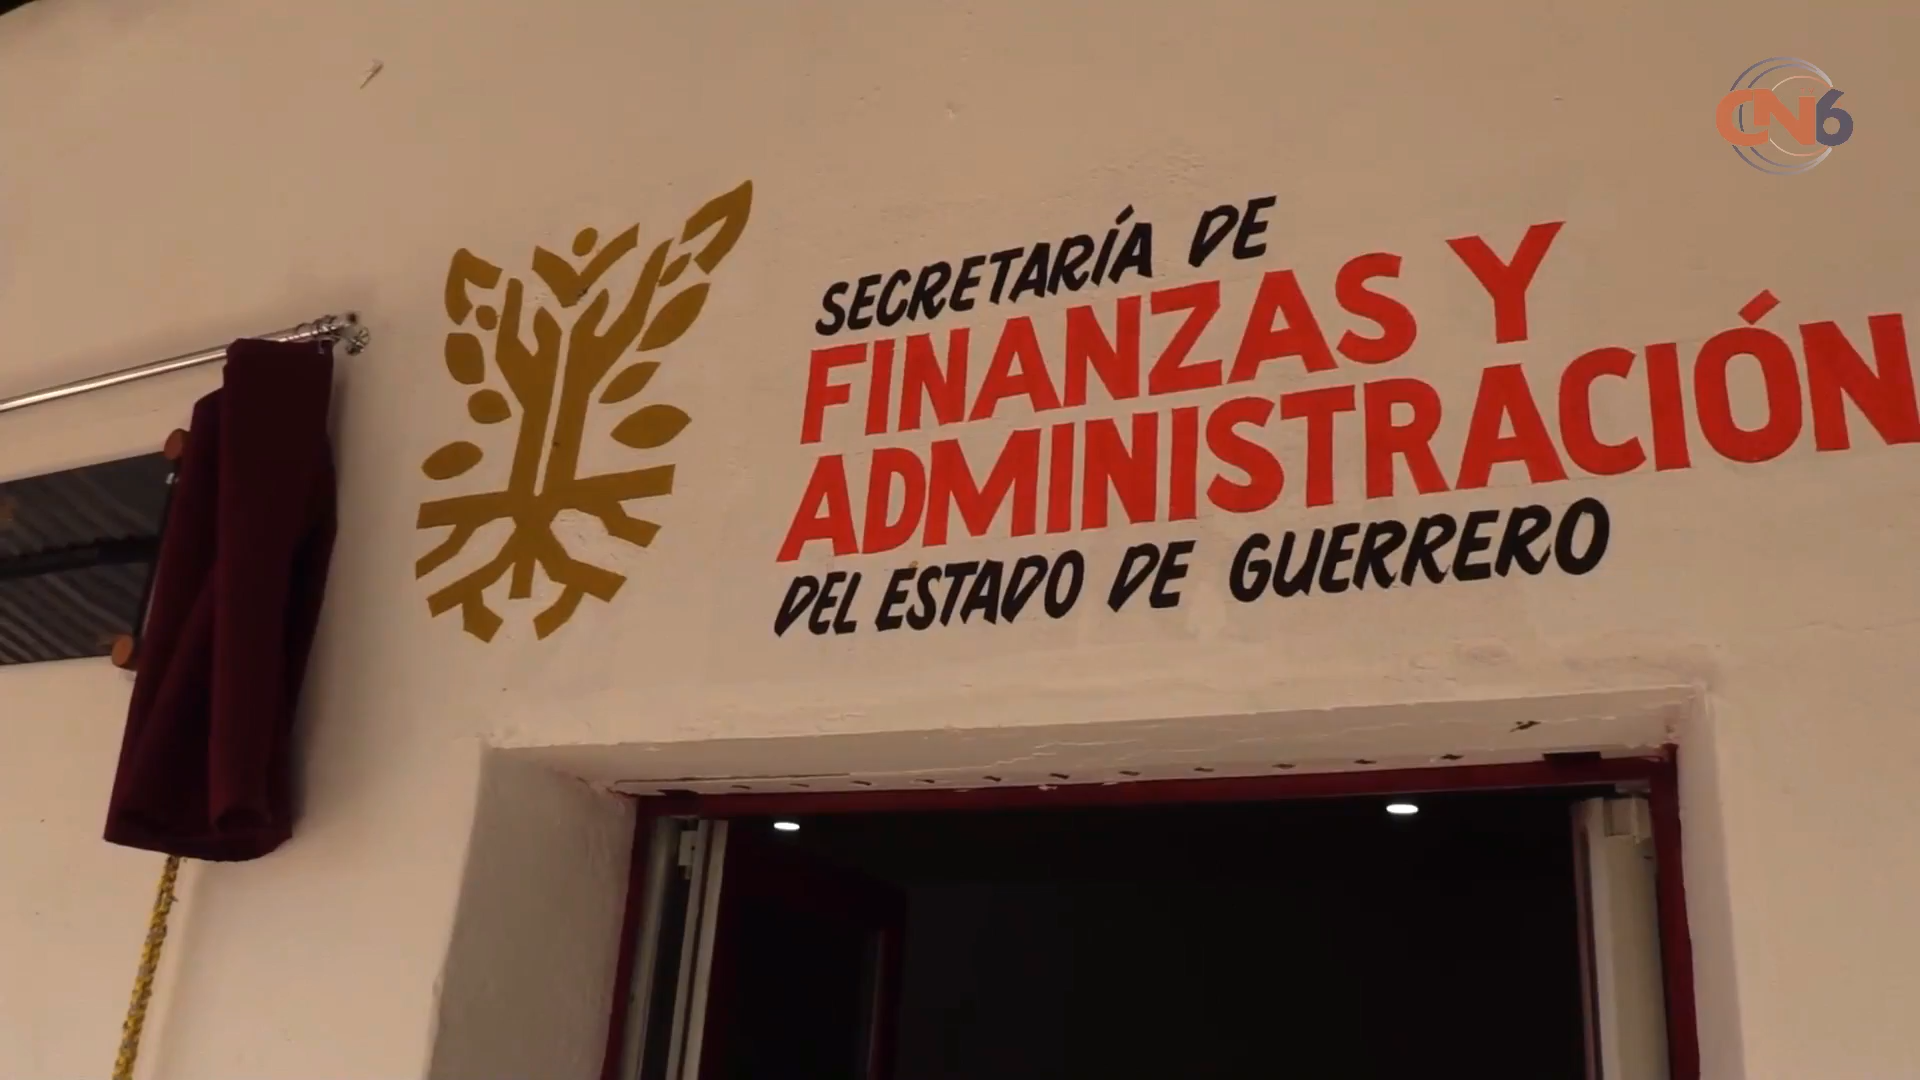 CN6
SECRETARÍA DE
FINANZAS Y
ADMINISTRACIÓN
DEL ESTADO DE GUERRERO